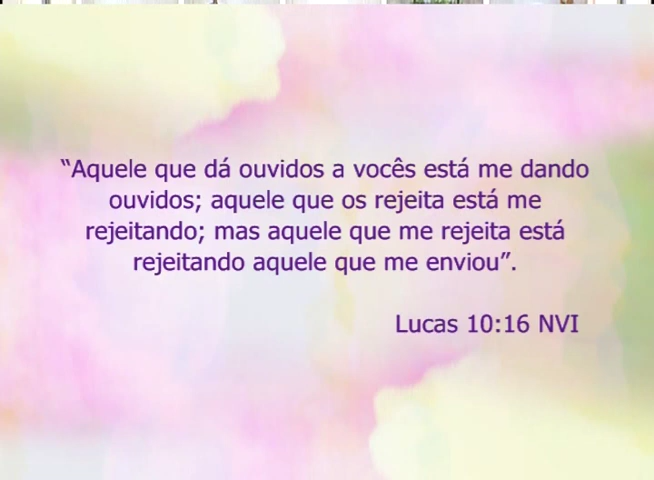 “Aquele que dá ouvidos a vocês está me dando
ouvidos; aquele que os rejeita está me
rejeitando; mas aquele que me rejeita está
rejeitando aquele que me enviou”.
Lucas 10:16 NVI